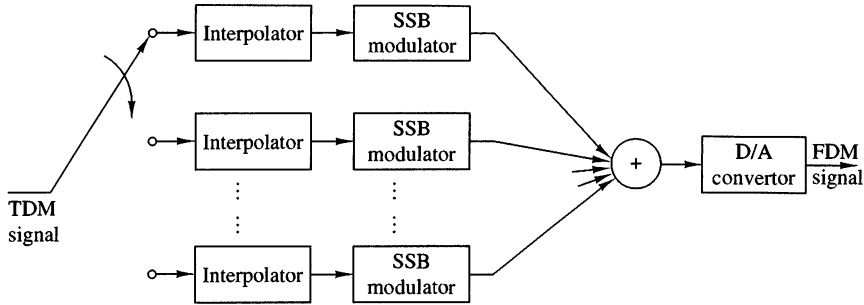 Interpolator
SSB
modulator
Interpolator
SSB
modulator
+
D/A
convertor
FDM
signal
TDM
signal
Interpolator
SSB
modulator